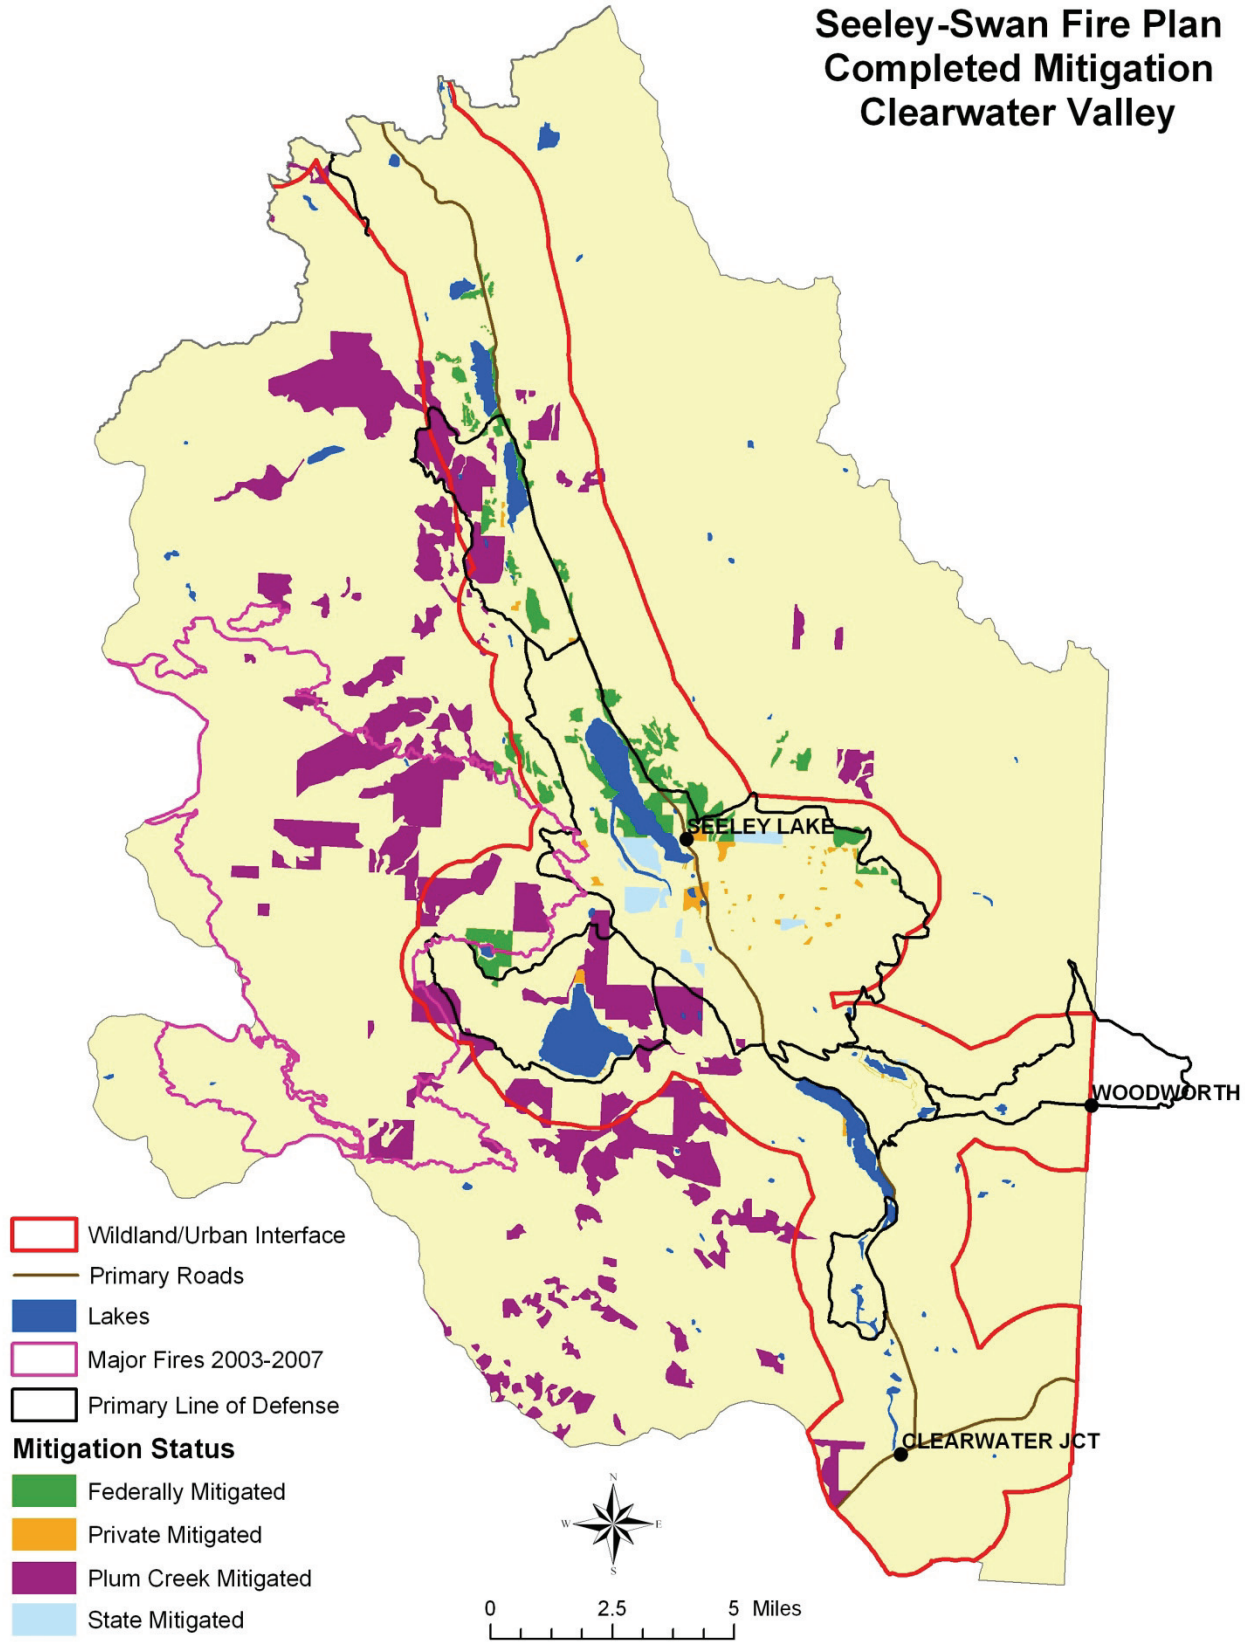 Seeley-Swan Fire Plan
Completed Mitigation
Clearwater Valley
SEELEY LAKE
WOODWORTH
CLEARWATER JCT
Wildland/Urban Interface
Primary Roads
Lakes
Major Fires 2003-2007
Primary Line of Defense
Mitigation Status
Federally Mitigated
Private Mitigated
Plum Creek Mitigated
State Mitigated
N
W E
S
0 2.5 5 Miles